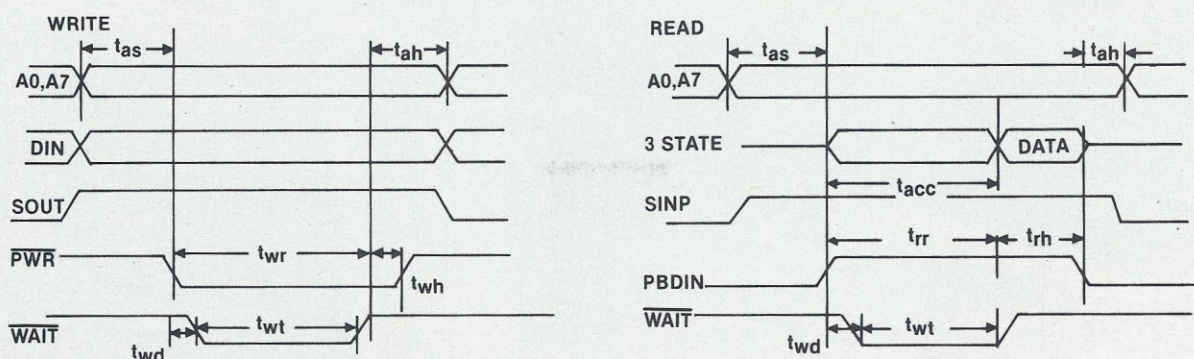 WRITE
tas
tah
A0,A7
DIN
SOUT
PWR
twr
twh
WAIT
twd
twt
READ
tas
tah
A0,A7
3 STATE
DATA
tacc
SINP
trr
trh
PBDIN
WAIT
twd
twt